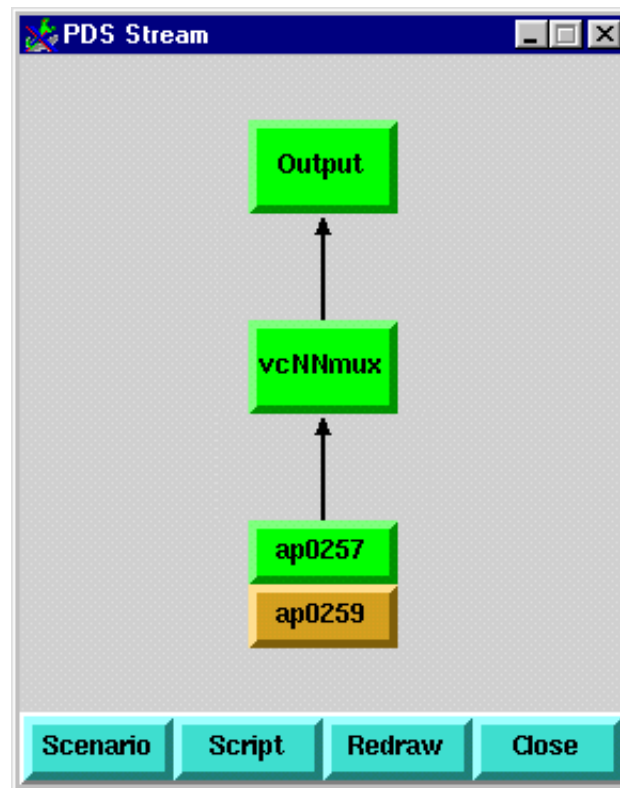 PDS Stream
Output
vcNNmux
ap0257
ap0259
Scenario Script Redraw Close